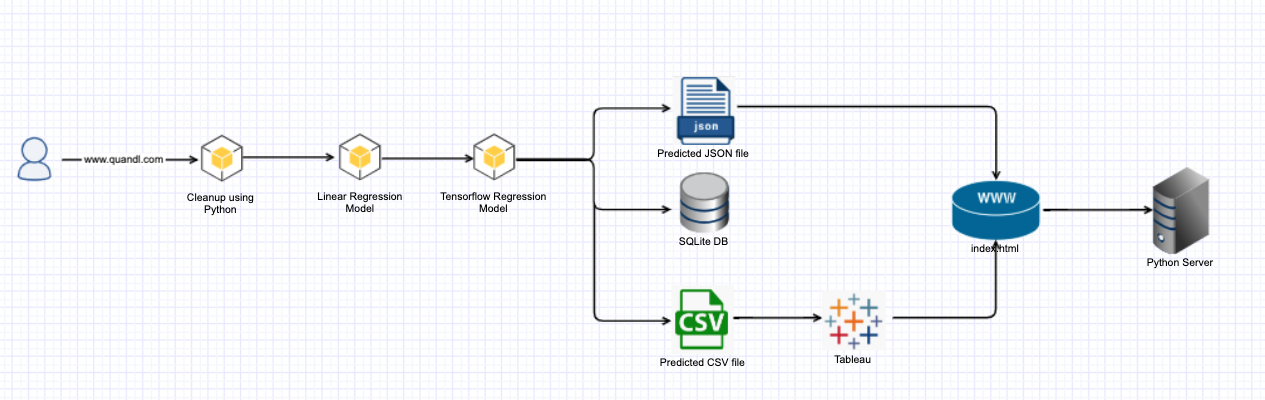 www.quandl.com
Cleanup using
Python
Linear Regression
Model
Tensorflow Regression
Model
json
Predicted JSON file
SQLite DB
CSV
Predicted CSV file
Tableau
WWW
index.html
Python Server